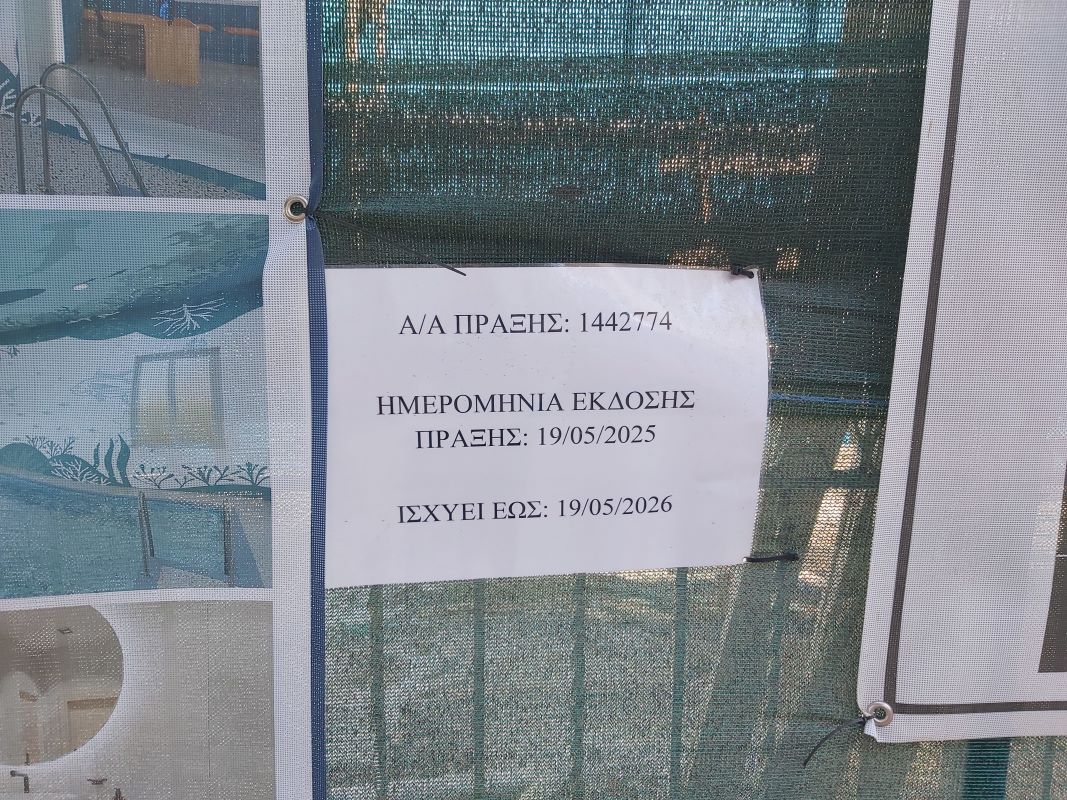 Α/Α ΠΡΑΞΗΣ: 1442774
ΗΜΕΡΟΜΗΝΙΑ ΕΚΔΟΣΗΣ
ΠΡΑΞΗΣ: 19/05/2025
ΙΣΧΥΕΙ ΕΩΣ: 19/05/2026